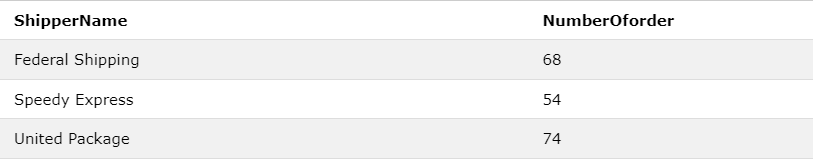 ShipperName NumberOforder
Federal Shipping 68
Speedy Express 54
United Package 74